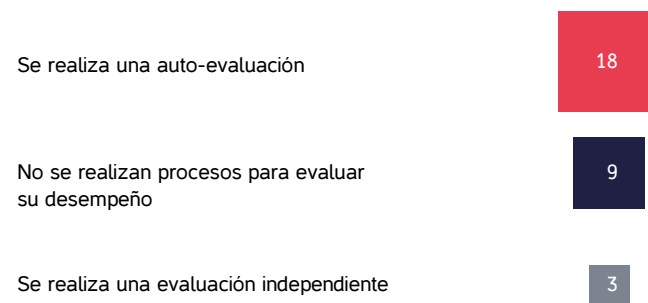 Se realiza una auto-evaluación
18
No se realizan procesos para evaluar
su desempeño
9
Se realiza una evaluación independiente
3